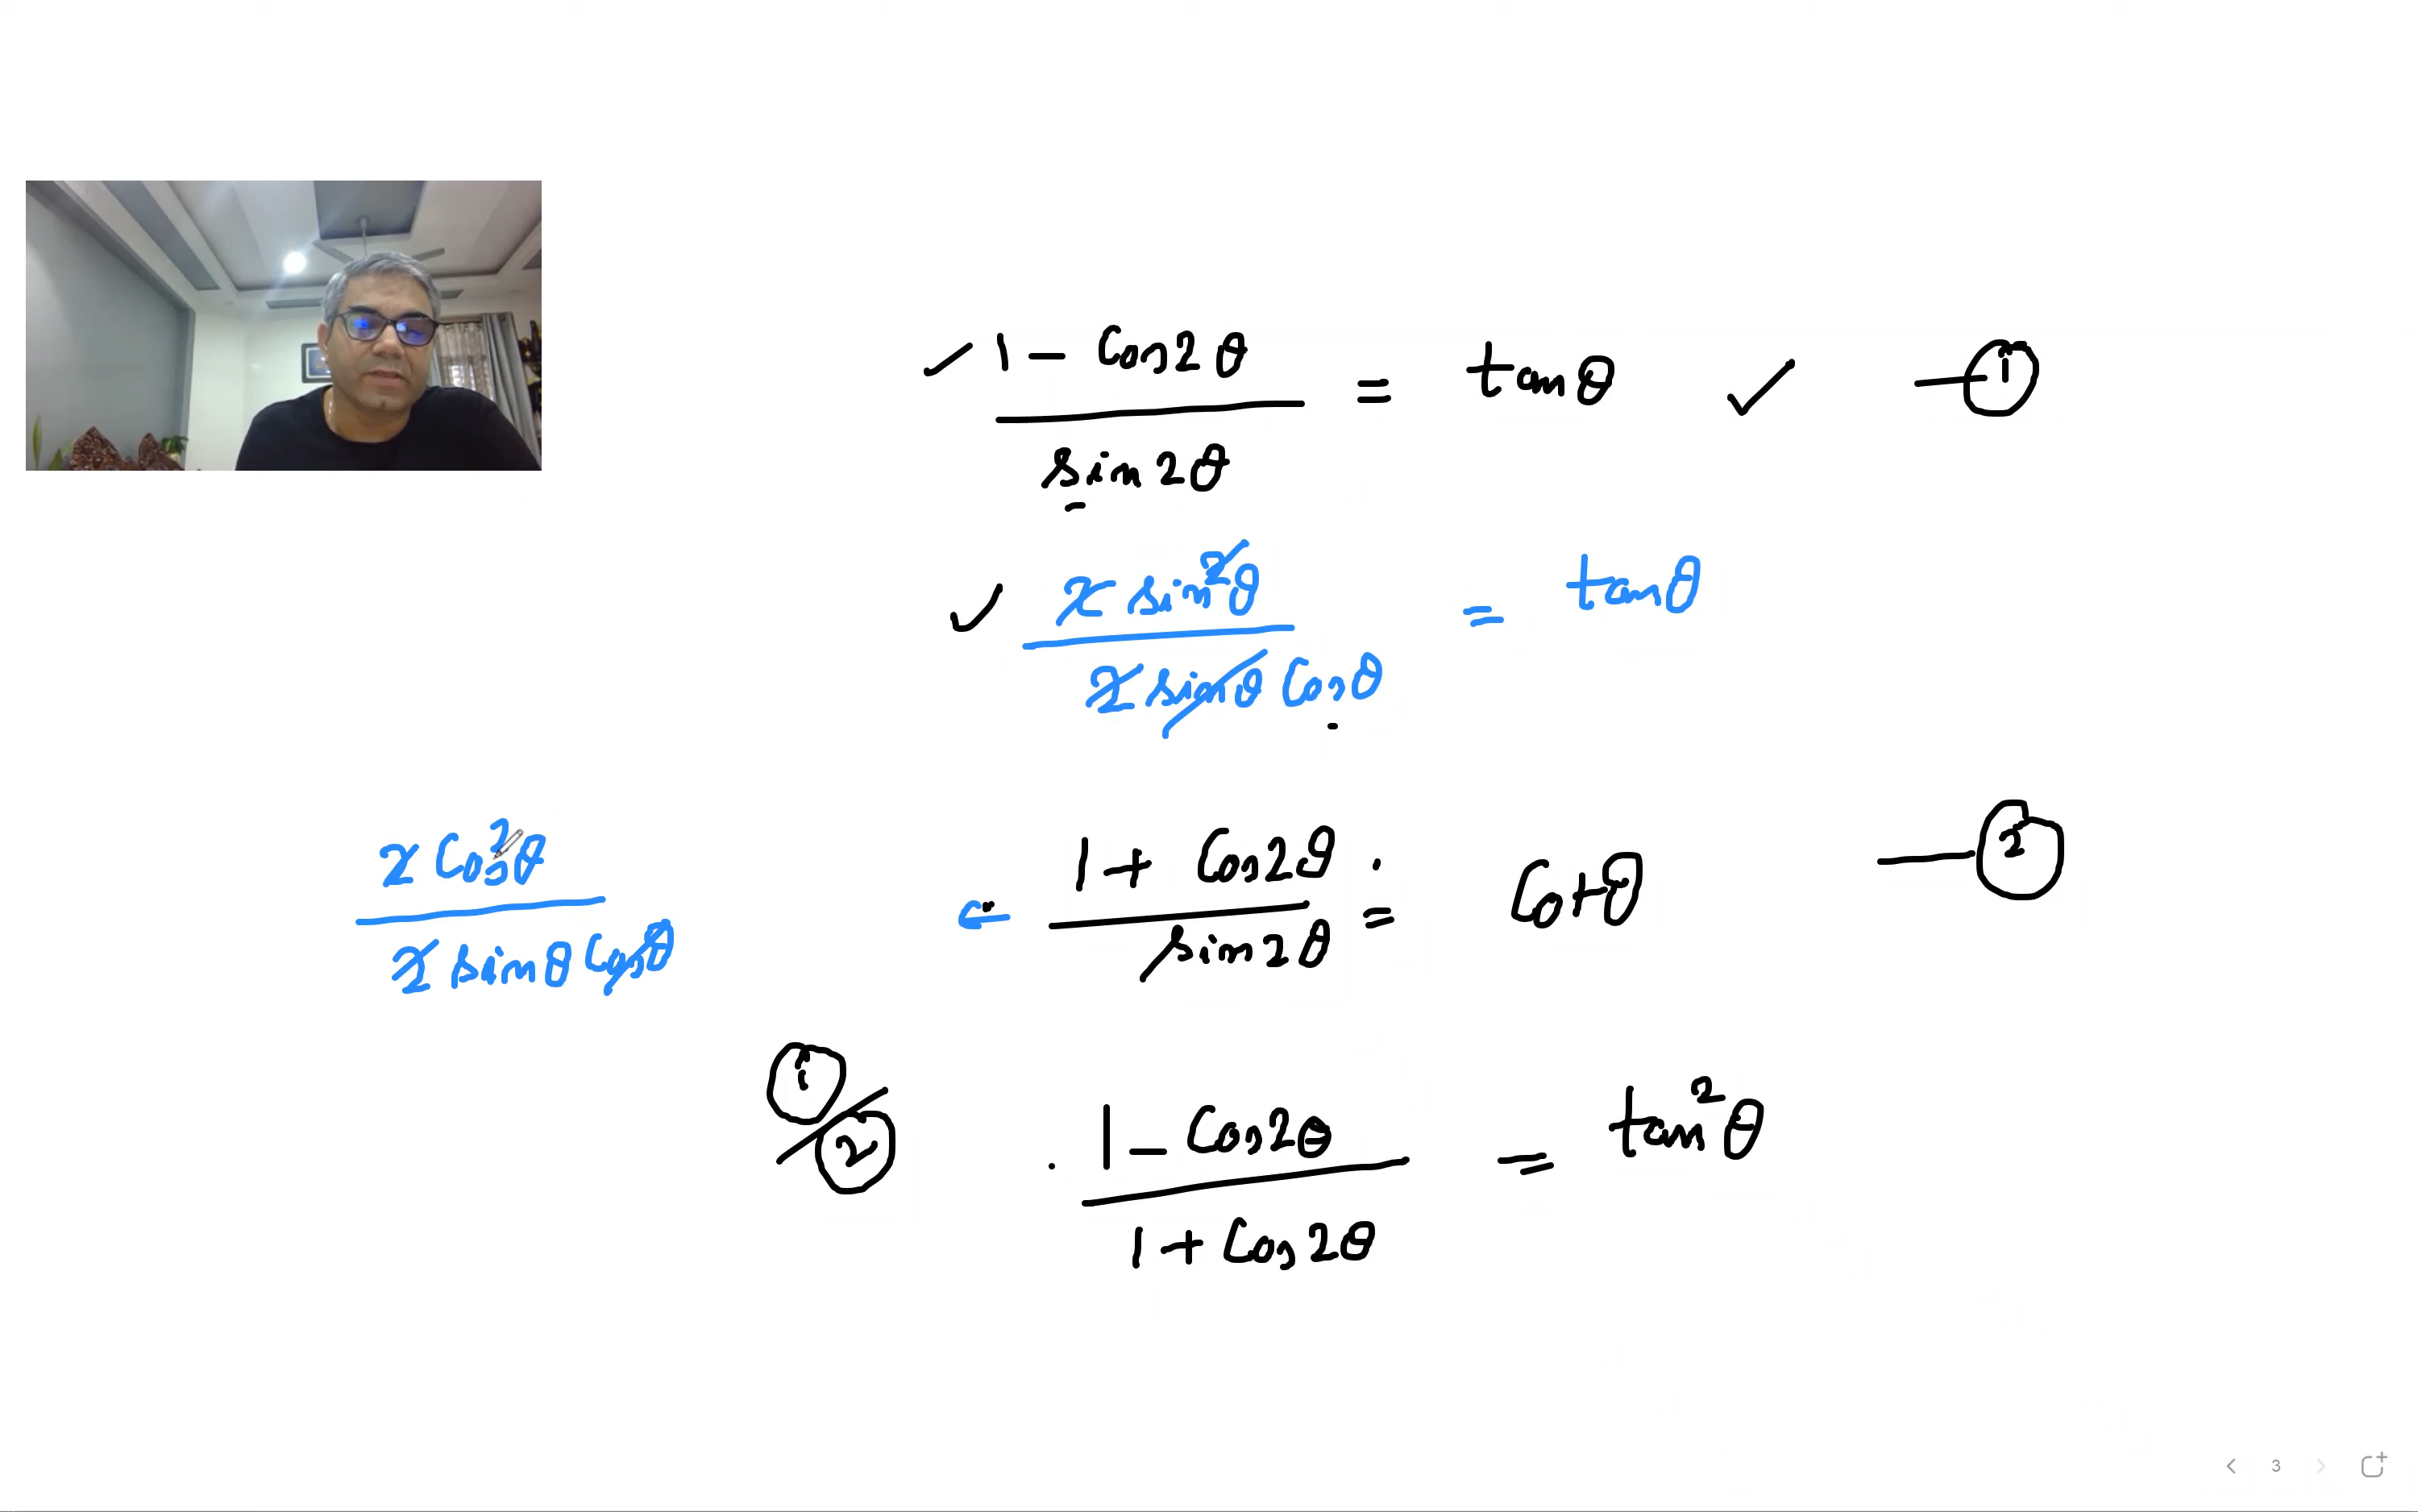 1 - Cos2θ / sin2θ = tanθ — 1
2 sin²θ / 2 sinθ Cosθ = tanθ
2 Cos²θ / 2 sinθ Cosθ ← 1 + Cos2θ / sin2θ = Cotθ — 2
1 / 2 1 - Cos2θ / 1 + Cos2θ = tan²θ
3